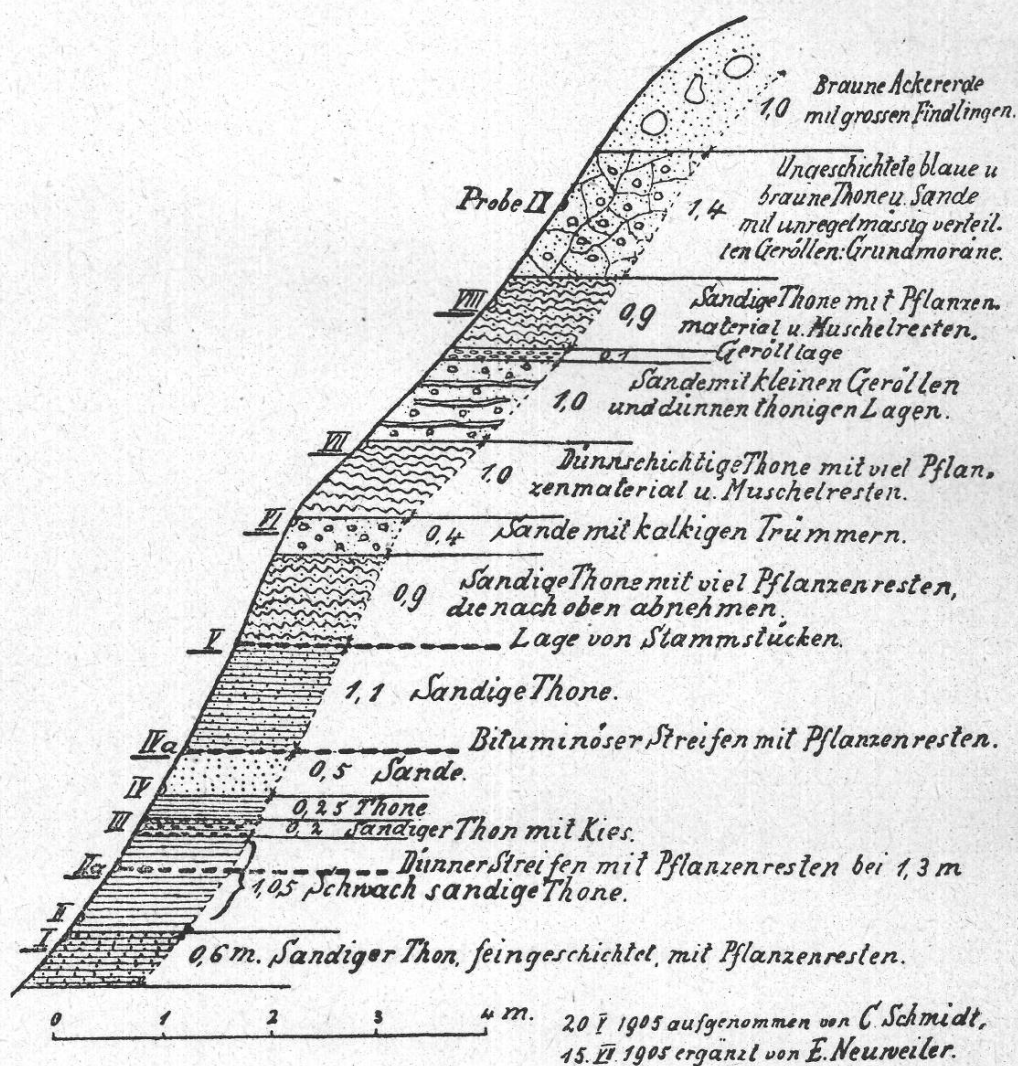 Braune Ackererde
1,0 mit grossen Findlingen.
Ungeschichtete blaue u
Probe IX
braune Thone u. Sande
1,4
mit unregelmässig verteil-
ten Geröllen: Grundmoräne.
VIII
0,9
Sandige Thone mit Pflanzen-
material u. Muschelresten.
0,1 Gerölllage
Sande mit kleinen Geröllen
1,0 und dünnen thonigen Lagen.
VII
1,0
Dünnschichtige Thone mit viel Pflan-
zenmaterial u. Muschelresten.
VI
0,4 Sande mit kalkigen Trümmern.
0,9
Sandige Thone mit viel Pflanzenresten,
die nach oben abnehmen.
V
Lage von Stammstücken.
1,1 Sandige Thone.
IVa
Bituminöser Streifen mit Pflanzenresten.
0,5 Sande.
IV
0,25 Thone
III
0,2 Sandiger Thon mit Kies.
IIa
Dünner Streifen mit Pflanzenresten bei 1,3 m
1,05 Schwach sandige Thone.
II
I
0,6 m. Sandiger Thon, feingeschichtet, mit Pflanzenresten.
0 1 2 3 4 m.
20 V 1905 aufgenommen von C. Schmidt,
15. VI. 1905 ergänzt von E. Neuweiler.